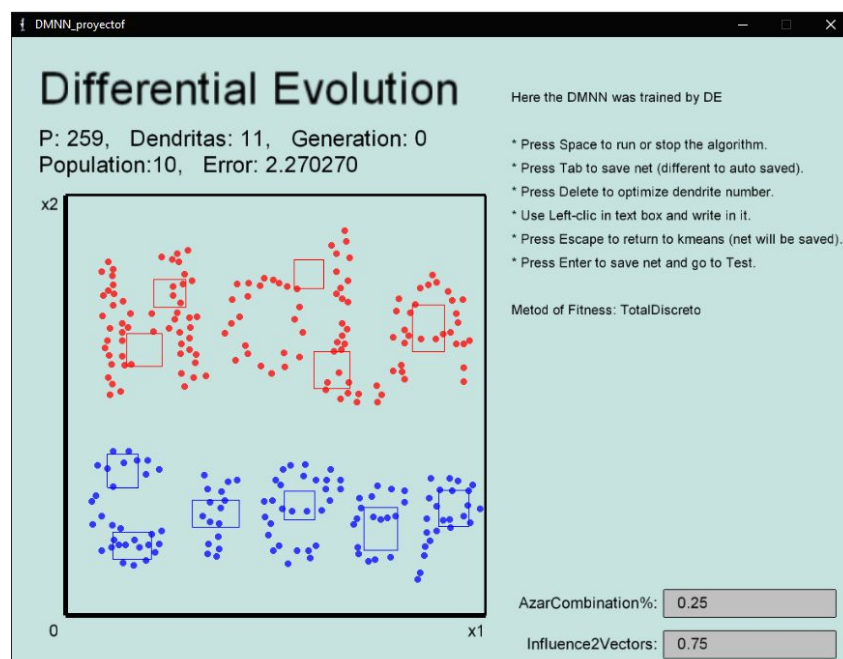 DMNN_proyectof
Differential Evolution
P: 259, Dendritas: 11, Generation: 0
Population:10, Error: 2.270270
Here the DMNN was trained by DE
* Press Space to run or stop the algorithm.
* Press Tab to save net (different to auto saved).
* Press Delete to optimize dendrite number.
* Use Left-clic in text box and write in it.
* Press Escape to return to kmeans (net will be saved).
* Press Enter to save net and go to Test.
Metod of Fitness: TotalDiscreto
x2
0
x1
AzarCombination%: 0.25
Influence2Vectors: 0.75